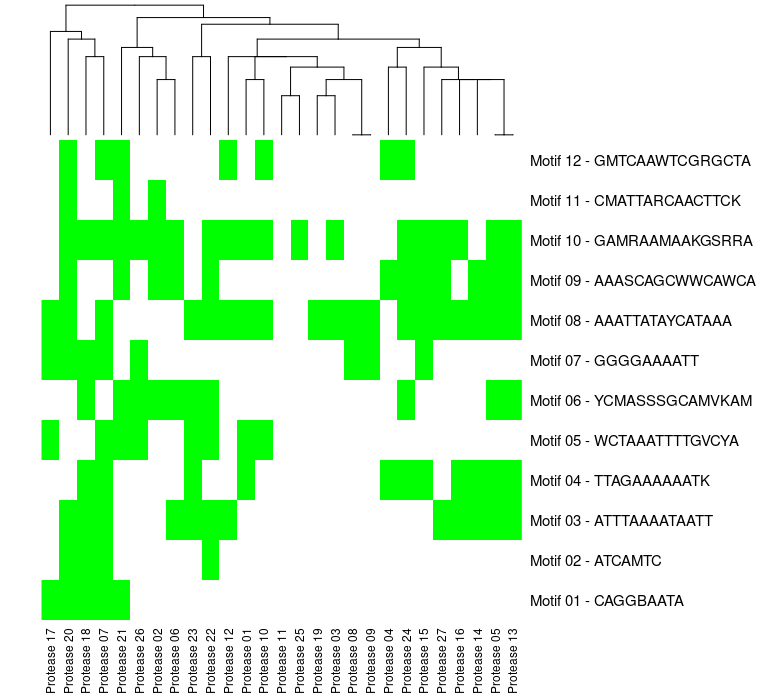 Motif 12 - GMTCAAWTCGRGCTA
Motif 11 - CMATTARCAACTTCK
Motif 10 - GAMRAAMAAKGSRRA
Motif 09 - AAASCAGCWWCAWCA
Motif 08 - AAATTATAYCATAAA
Motif 07 - GGGGAAAATT
Motif 06 - YCMASSSGCAMVKAM
Motif 05 - WCTAAATTTTGVCYA
Motif 04 - TTAGAAAAAATK
Motif 03 - ATTTAAAATAATT
Motif 02 - ATCAMTC
Motif 01 - CAGGBAATA
Protease 17
Protease 20
Protease 18
Protease 07
Protease 21
Protease 26
Protease 02
Protease 06
Protease 23
Protease 22
Protease 12
Protease 01
Protease 10
Protease 11
Protease 25
Protease 19
Protease 03
Protease 08
Protease 09
Protease 04
Protease 24
Protease 15
Protease 27
Protease 16
Protease 14
Protease 05
Protease 13